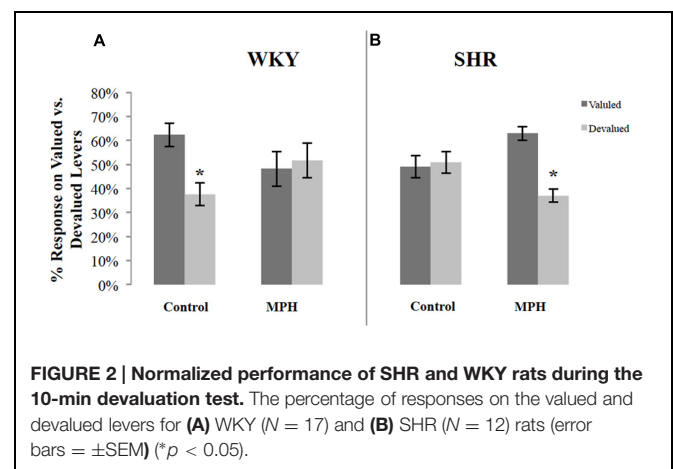 A
B
WKY
SHR
% Response on Valued vs.
Devalued Levers
80%
70%
60%
50%
40%
30%
20%
10%
0%
*
*
Valuled
Devalued
Control
MPH
Control
MPH
FIGURE 2 | Normalized performance of SHR and WKY rats during the
10-min devaluation test. The percentage of responses on the valued and
devalued levers for (A) WKY (N = 17) and (B) SHR (N = 12) rats (error
bars = ±SEM) (*p < 0.05).